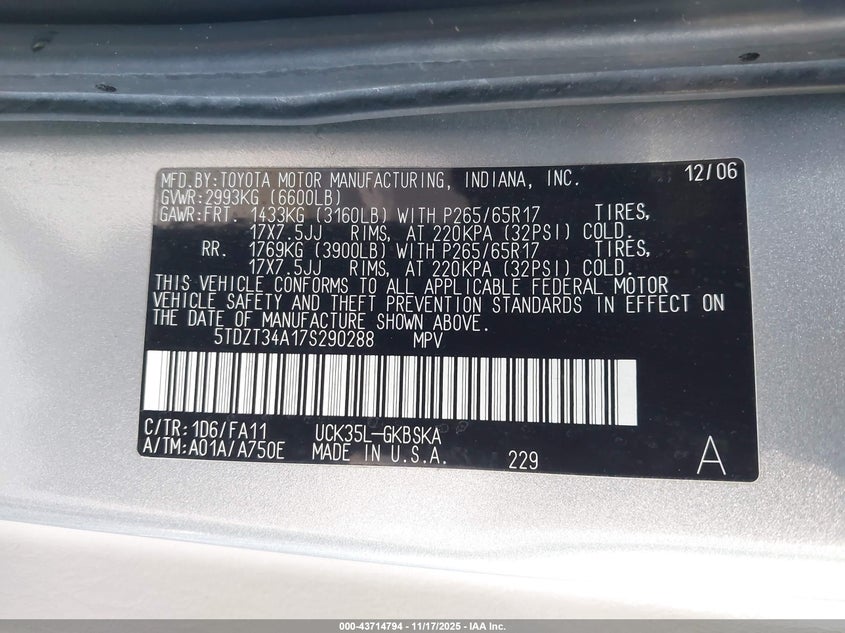 MFD.BY:TOYOTA MOTOR MANUFACTURING, INDIANA, INC. 12/06
GVWR:2993KG (6600LB)
GAWR:FRT. 1433KG (3160LB) WITH P265/65R17 TIRES,
17X7.5JJ RIMS, AT 220KPA (32PSI) COLD.
RR. 1769KG (3900LB) WITH P265/65R17 TIRES,
17X7.5JJ RIMS, AT 220KPA (32PSI) COLD.
THIS VEHICLE CONFORMS TO ALL APPLICABLE FEDERAL MOTOR
VEHICLE SAFETY AND THEFT PREVENTION STANDARDS IN EFFECT ON
THE DATE OF MANUFACTURE SHOWN ABOVE.
5TDZT34A17S290288 MPV
C/TR:1D6/FA11 UCK35L-GKBSKA
A/TM:A01A/A750E MADE IN U.S.A. 229 A
000-43714794 - 11/17/2025 - IAA Inc.